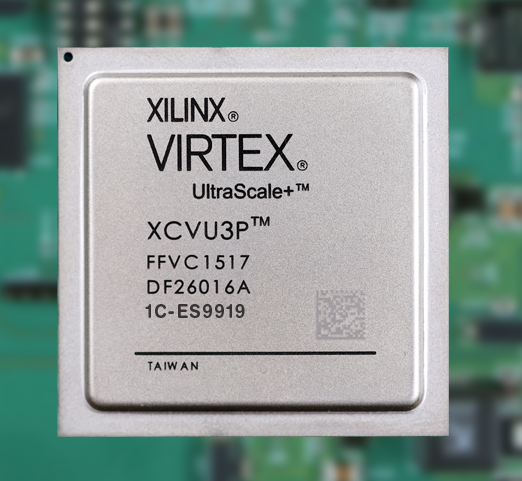 XILINX®
VIRTEX®
UltraScale+™
XCVU3P™
FFVC1517
DF26016A
1C-ES9919
TAIWAN